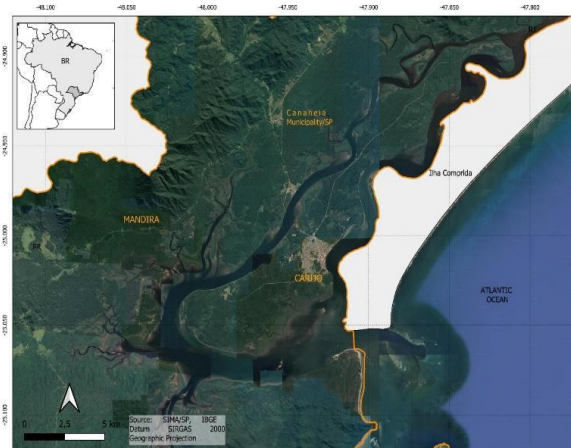 -48.100
-48.050
-48.000
-47.950
-47.900
-47.850
-47.800
-24.900
-24.950
-25.000
-25.050
-25.100
BR
Cananeia
Municipality/SP
Ilha Comprida
MANDIRA
CARIJO
ATLANTIC
OCEAN
0 2,5 5 km
Source: SIMA/SP, IBGE
Datum SIRGAS 2000
Geographic Projection